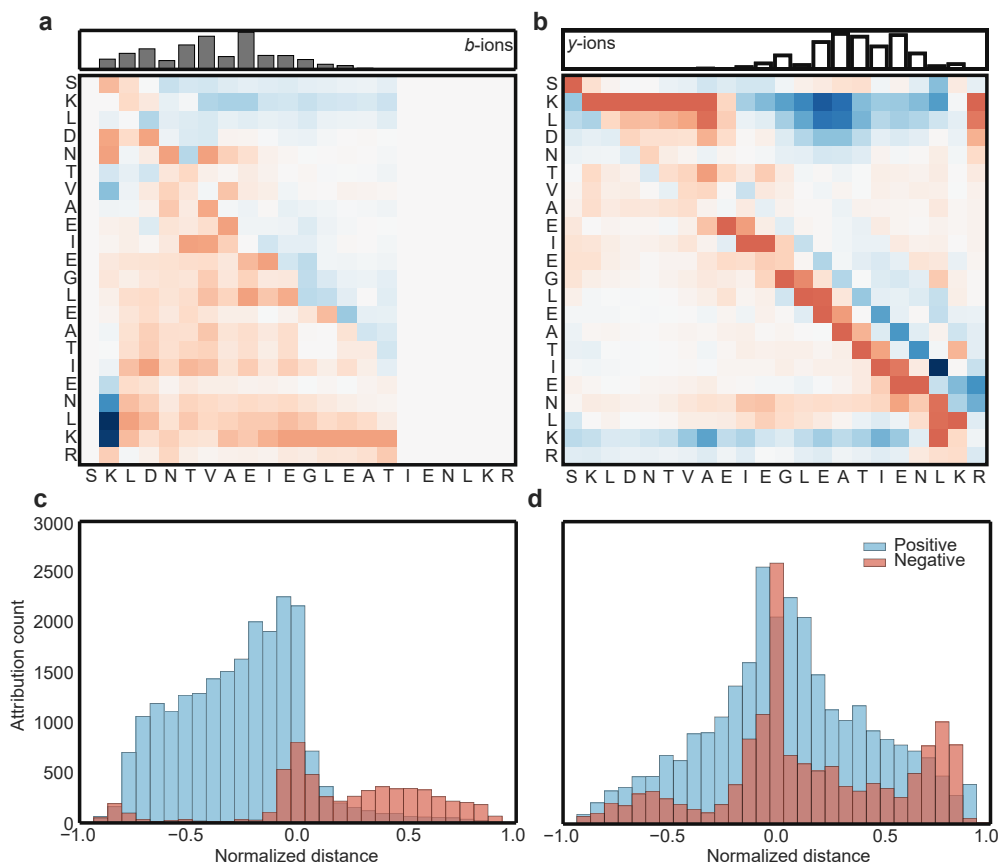 a
b-ions
S
K
L
D
N
T
V
A
E
I
E
G
L
E
A
T
I
E
N
L
K
R
S K L D N T V A E I E G L E A T I E N L K R
b
y-ions
S
K
L
D
N
T
V
A
E
I
E
G
L
E
A
T
I
E
N
L
K
R
S K L D N T V A E I E G L E A T I E N L K R
c
Attribution count
3000
2500
2000
1500
1000
500
0
−1.0 −0.5 0.0 0.5 1.0
Normalized distance
d
Positive
Negative
−1.0 −0.5 0.0 0.5 1.0
Normalized distance